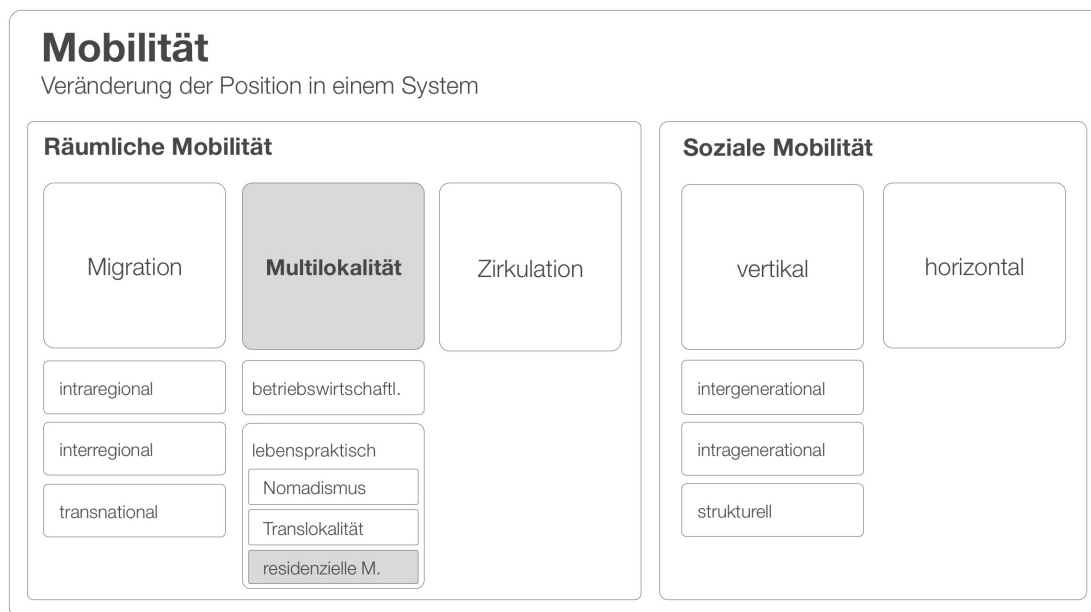 Mobilität
Veränderung der Position in einem System
Räumliche Mobilität
Migration
Multilokalität
Zirkulation
intraregional
betriebswirtschaftl.
interregional
lebenspraktisch
Nomadismus
transnational
Translokalität
residenzielle M.
Soziale Mobilität
vertikal
horizontal
intergenerational
intragenerational
strukturell